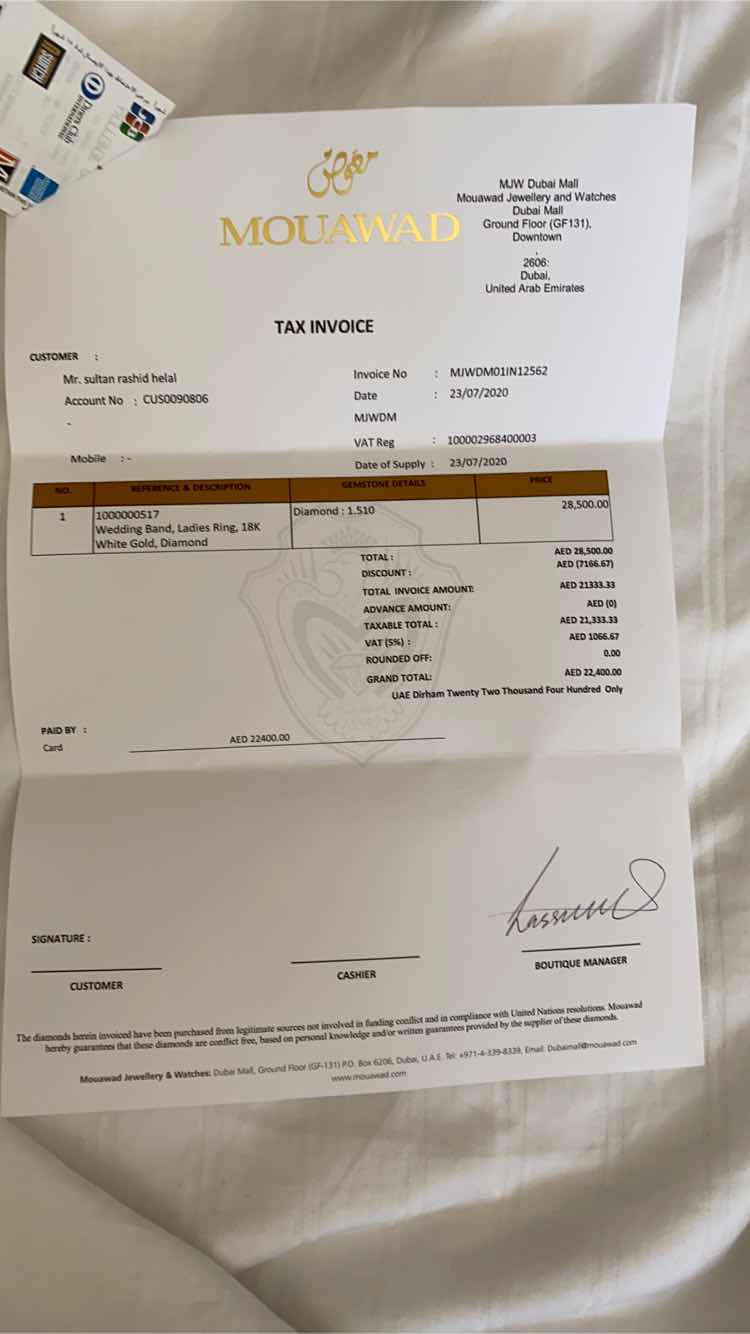 SWITCH
Diners Club
INTERNATIONAL
JCB
معوض
MOUAWAD
MJW Dubai Mall
Mouawad Jewellery and Watches
Dubai Mall
Ground Floor (GF131),
Downtown
,
2606:
Dubai,
United Arab Emirates
TAX INVOICE
CUSTOMER :
Mr. sultan rashid helal
Account No : CUS0090806
-
Mobile : -
Invoice No : MJWDM01IN12562
Date : 23/07/2020
MJWDM
VAT Reg : 100002968400003
Date of Supply : 23/07/2020
NO. REFERENCE & DESCRIPTION GEMSTONE DETAILS PRICE
1 1000000517 Diamond : 1.510 28,500.00
Wedding Band, Ladies Ring, 18K
White Gold, Diamond
TOTAL : AED 28,500.00
DISCOUNT : AED (7166.67)
TOTAL INVOICE AMOUNT: AED 21333.33
ADVANCE AMOUNT: AED (0)
TAXABLE TOTAL : AED 21,333.33
VAT (5%) : AED 1066.67
ROUNDED OFF: 0.00
GRAND TOTAL: AED 22,400.00
UAE Dirham Twenty Two Thousand Four Hundred Only
PAID BY :
Card AED 22400.00
SIGNATURE :
CUSTOMER
CASHIER
BOUTIQUE MANAGER
The diamonds herein invoiced have been purchased from legitimate sources not involved in funding conflict and in compliance with United Nations resolutions. Mouawad
hereby guarantees that these diamonds are conflict free, based on personal knowledge and/or written guarantees provided by the supplier of these diamonds.
Mouawad Jewellery & Watches: Dubai Mall, Ground Floor (GF-131) P.O. Box 6206, Dubai, U.A.E. Tel: +971-4-339-8339, Email: Dubaimall@mouawad.com
www.mouawad.com